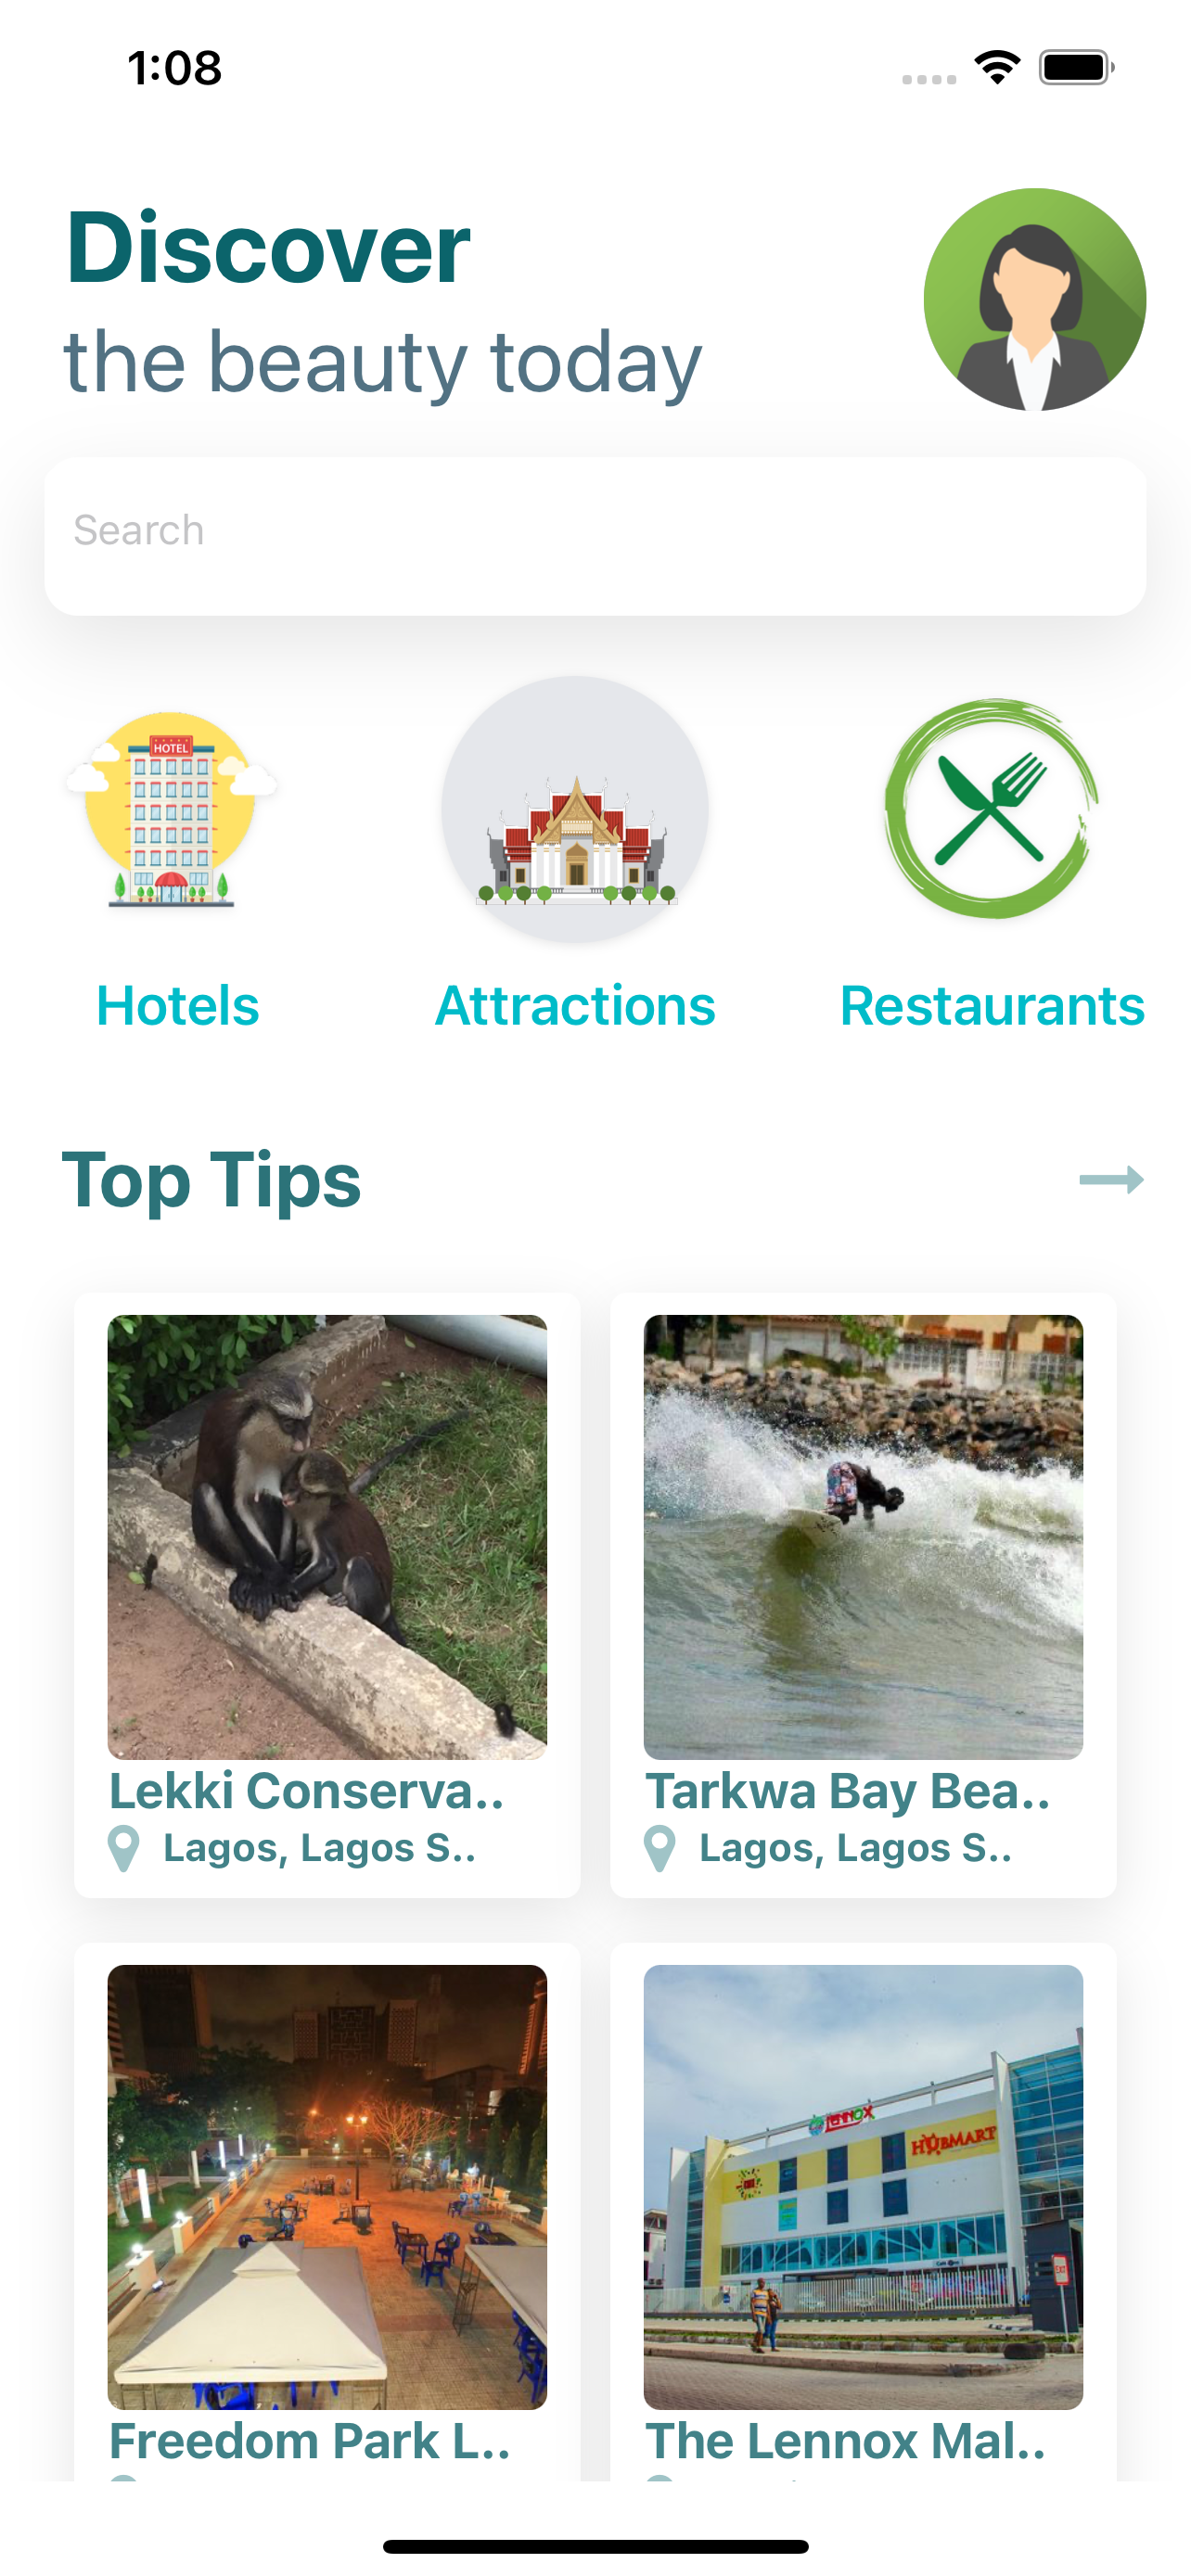 1:08
Discover
the beauty today
Search
HOTEL
Hotels
Attractions
Restaurants
Top Tips
Lekki Conserva..
Lagos, Lagos S..
Tarkwa Bay Bea..
Lagos, Lagos S..
LENNOX
HUBMART
Freedom Park L..
The Lennox Mal..